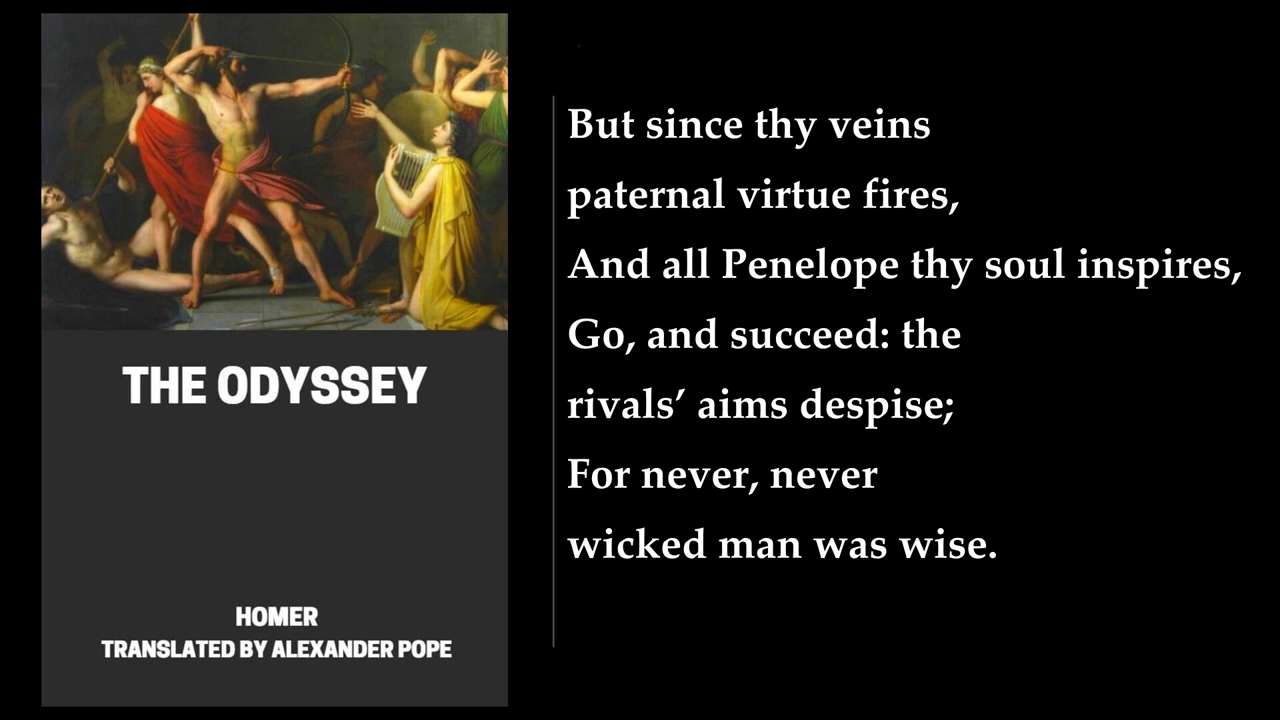 THE ODYSSEY
HOMER
TRANSLATED BY ALEXANDER POPE
But since thy veins
paternal virtue fires,
And all Penelope thy soul inspires,
Go, and succeed: the
rivals’ aims despise;
For never, never
wicked man was wise.